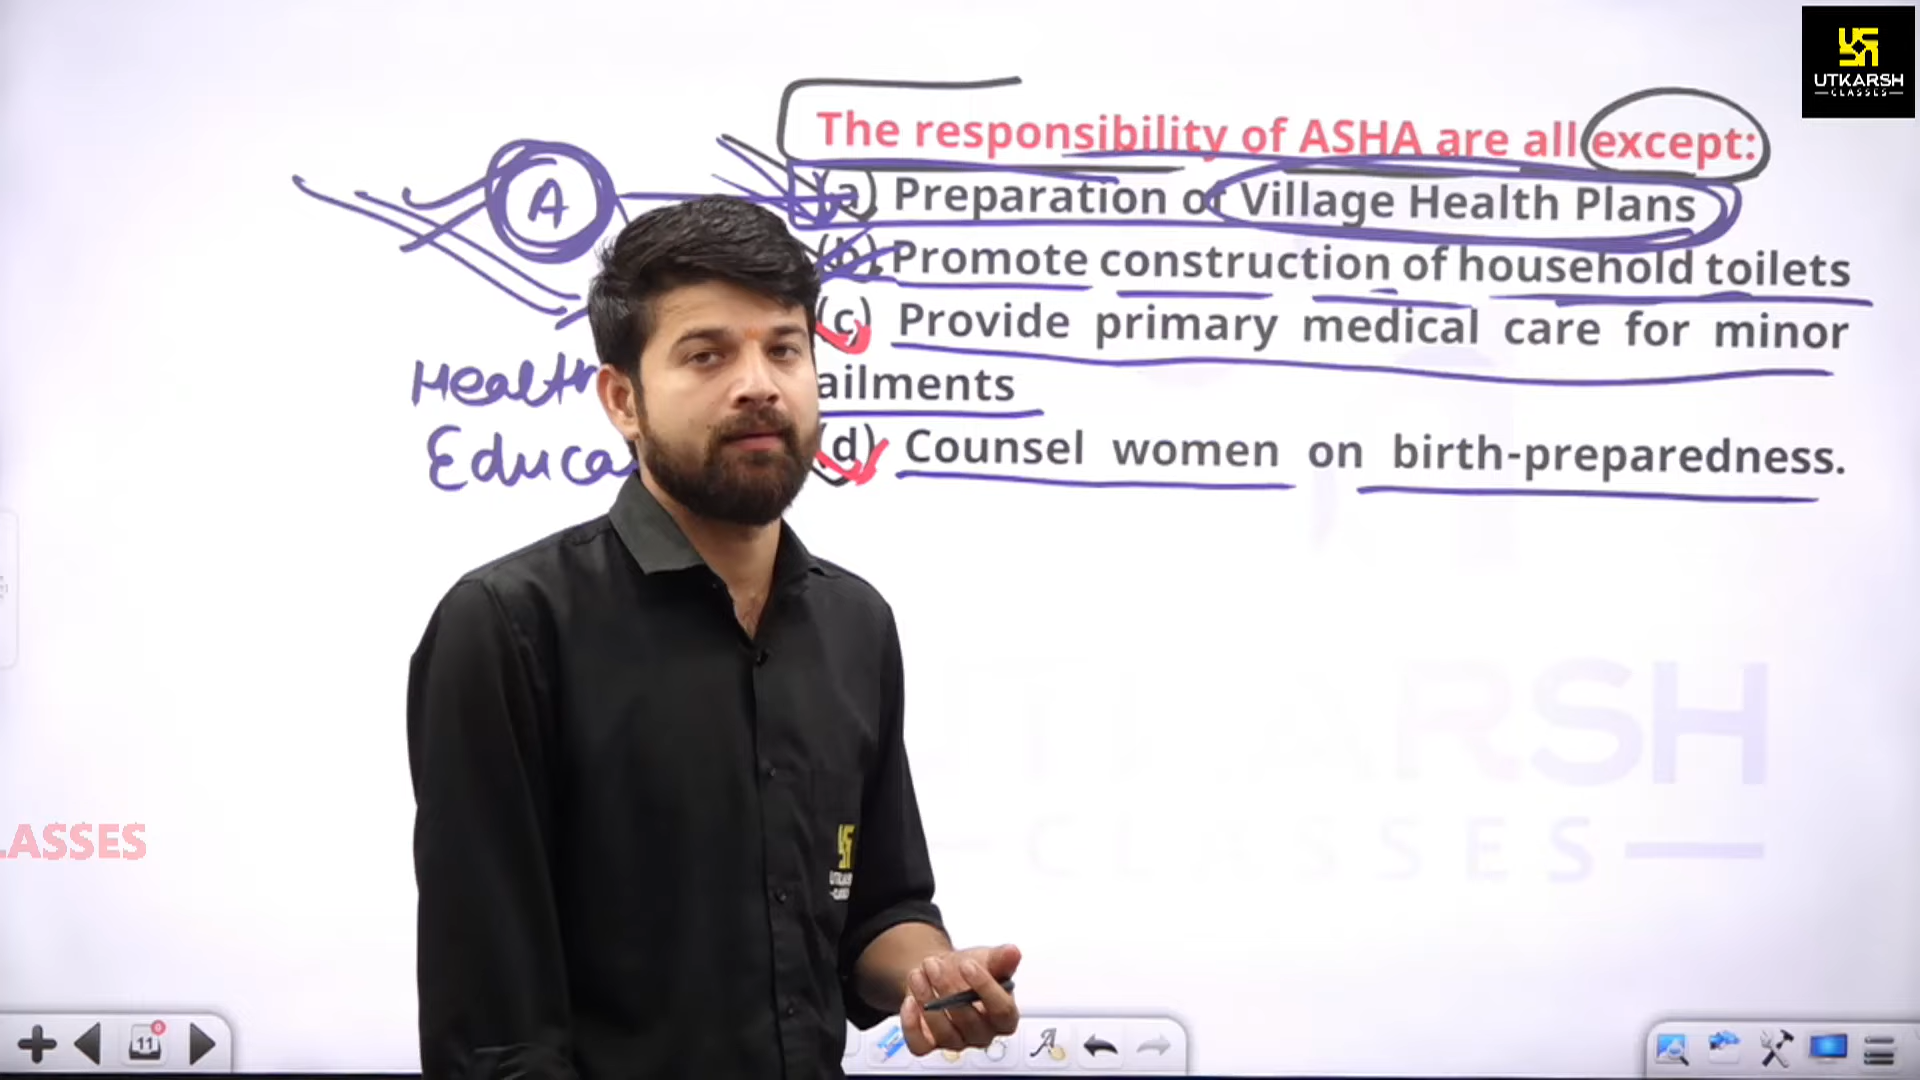 UTKARSH
CLASSES
The responsibility of ASHA are all except:
(a) Preparation of Village Health Plans
(b) Promote construction of household toilets
(c) Provide primary medical care for minor
ailments
(d) Counsel women on birth-preparedness.
A
Health
Educa
UTKARSH
CLASSES
LASSES
11
0